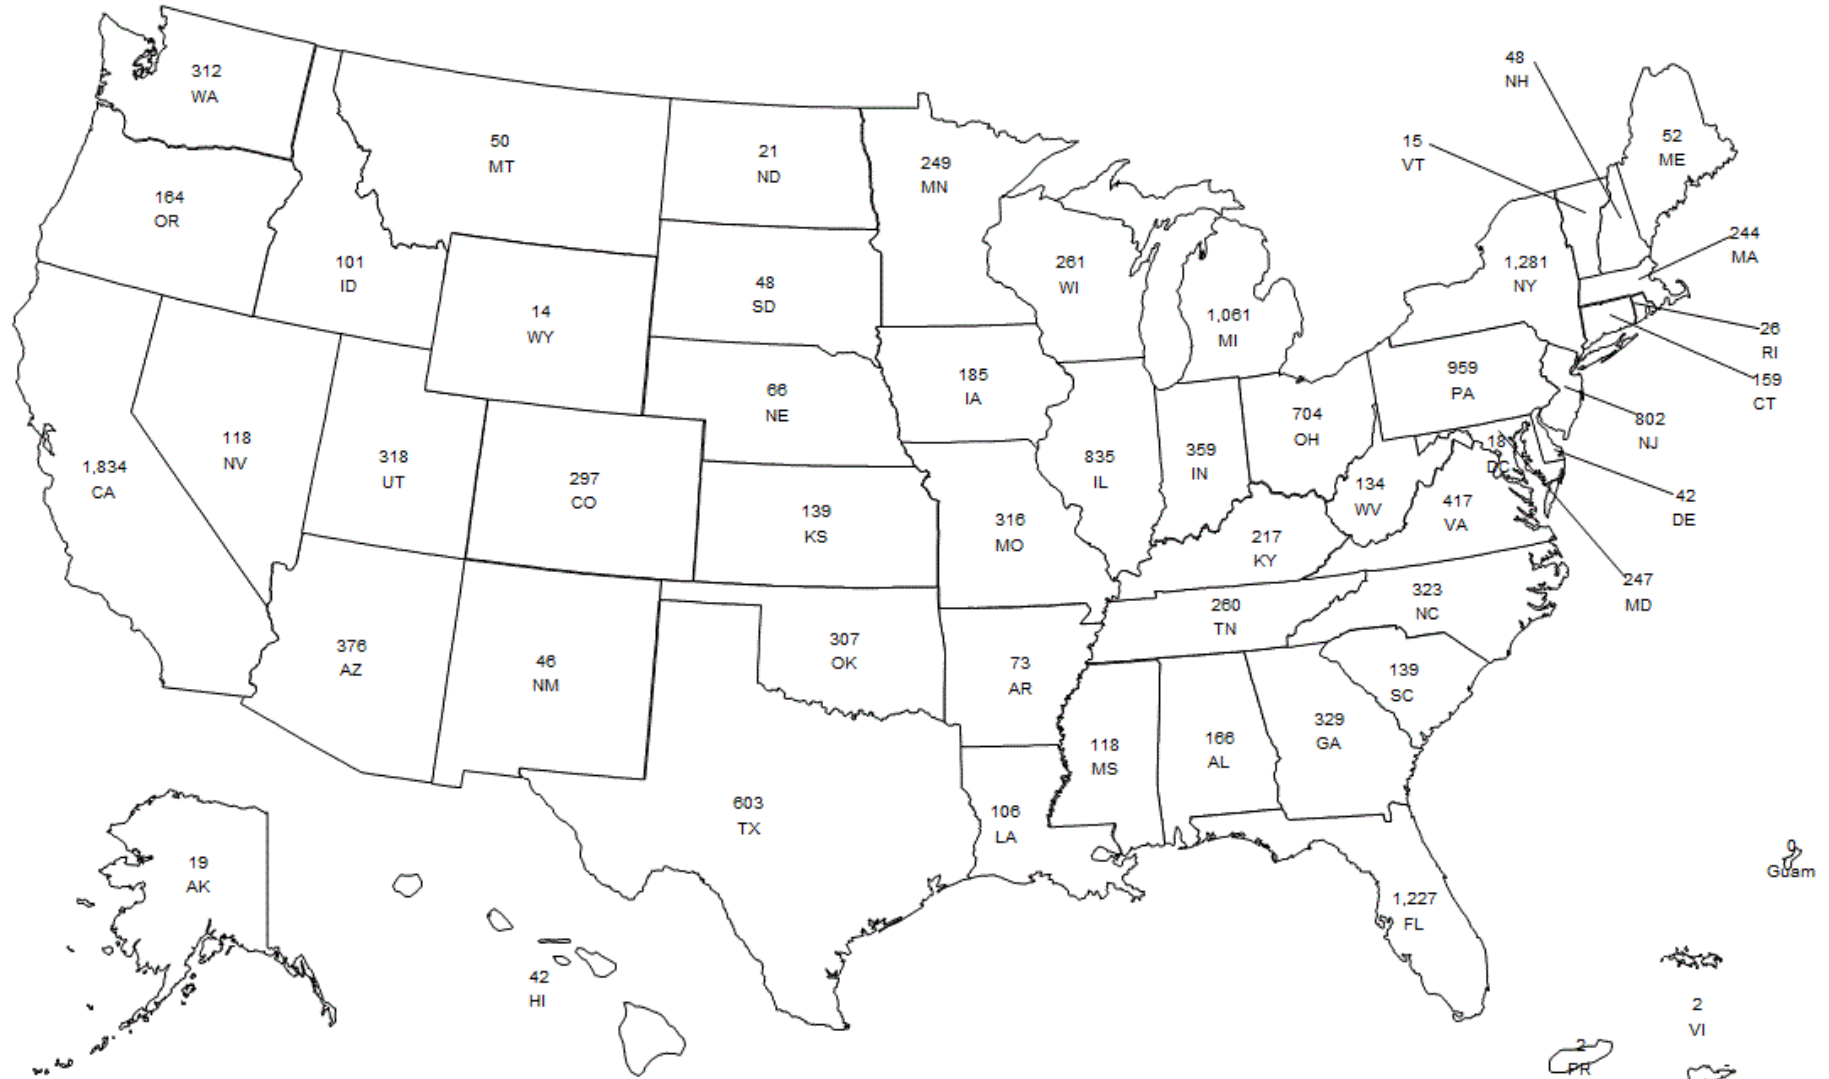 312
WA
48
NH
50
MT
21
ND
249
MN
15
VT
52
ME
164
OR
101
ID
14
WY
48
SD
261
WI
1,061
MI
1,281
NY
244
MA
26
RI
159
CT
802
NJ
1,834
CA
118
NV
318
UT
297
CO
66
NE
185
IA
835
IL
359
IN
704
OH
959
PA
18
DC
42
DE
247
MD
139
KS
316
MO
217
KY
134
WV
417
VA
376
AZ
46
NM
307
OK
73
AR
260
TN
323
NC
139
SC
603
TX
106
LA
118
MS
166
AL
329
GA
1,227
FL
19
AK
42
HI
0
Guam
2
VI
2
PR